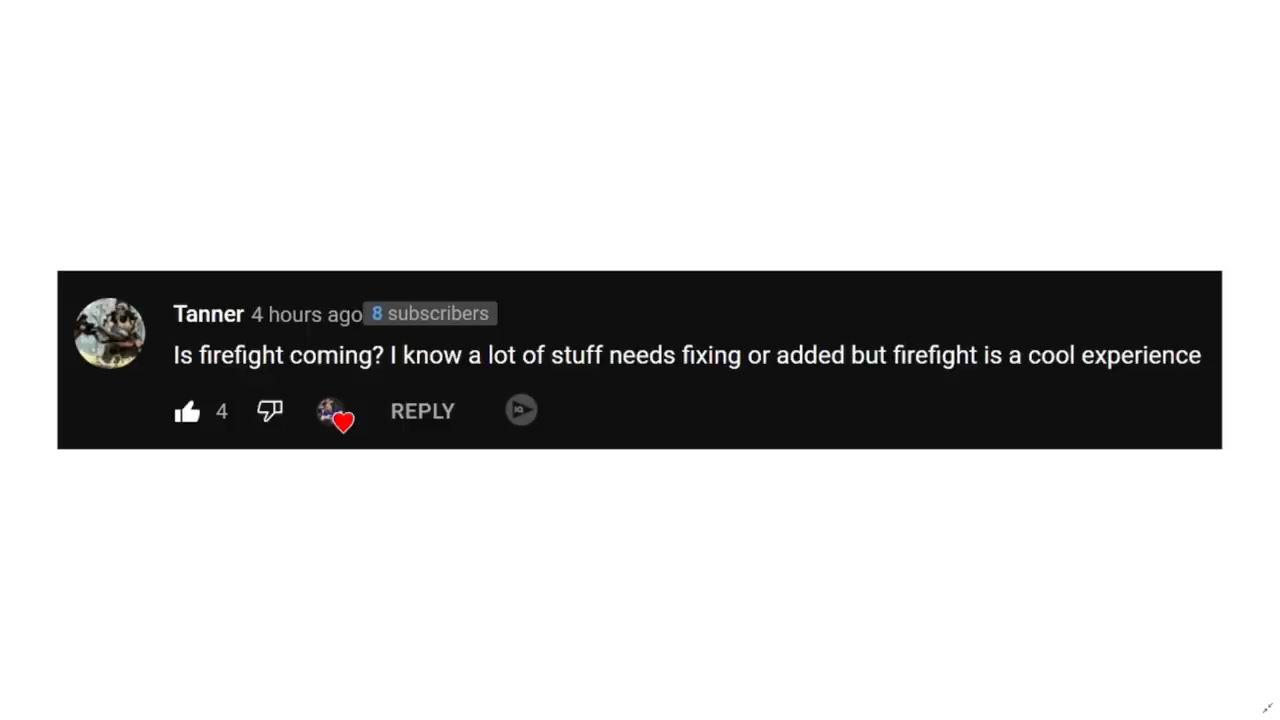 Tanner 4 hours ago 8 subscribers
Is firefight coming? I know a lot of stuff needs fixing or added but firefight is a cool experience
4 REPLY IQ